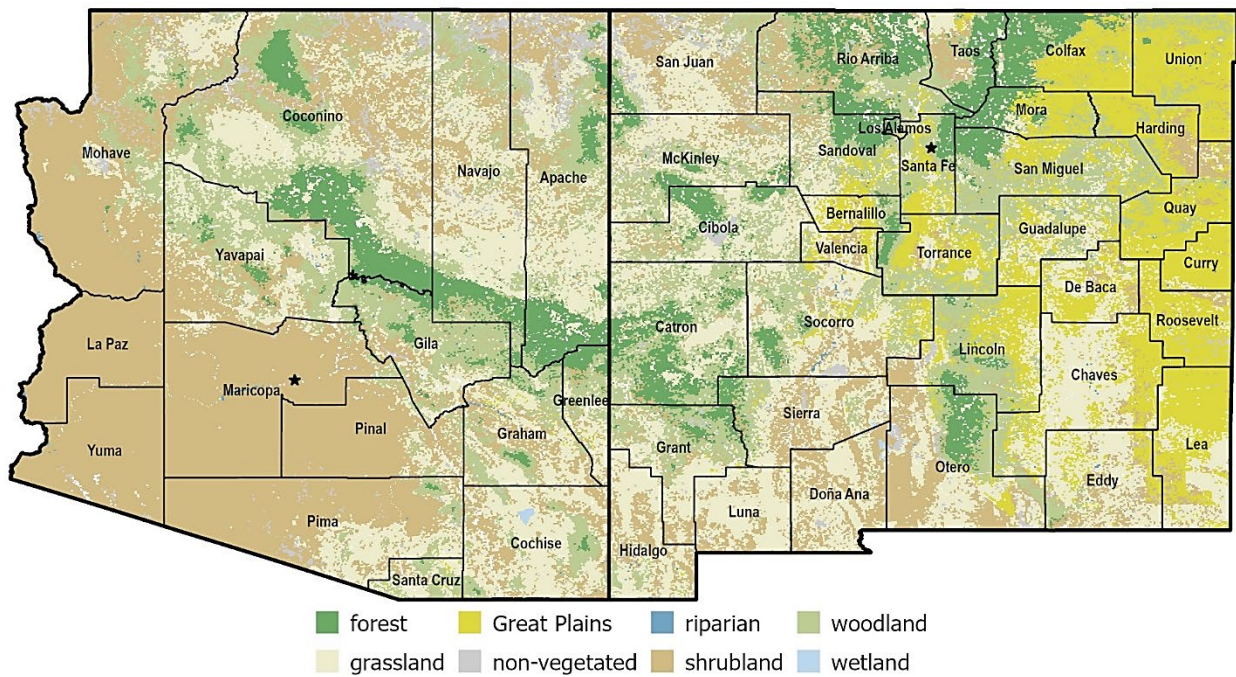 San Juan
Rio Arriba
Taos
Colfax
Union
Mohave
Coconino
Navajo
Apache
McKinley
Los Alamos
Sandoval
Santa Fe
Mora
Harding
San Miguel
Quay
Yavapai
Cibola
Bernalillo
Valencia
Torrance
Guadalupe
Curry
De Baca
Roosevelt
La Paz
Gila
Catron
Socorro
Lincoln
Chaves
Maricopa
Greenlee
Sierra
Yuma
Pinal
Graham
Grant
Otero
Lea
Eddy
Pima
Cochise
Luna
Doña Ana
Hidalgo
Santa Cruz
forest Great Plains riparian woodland
grassland non-vegetated shrubland wetland